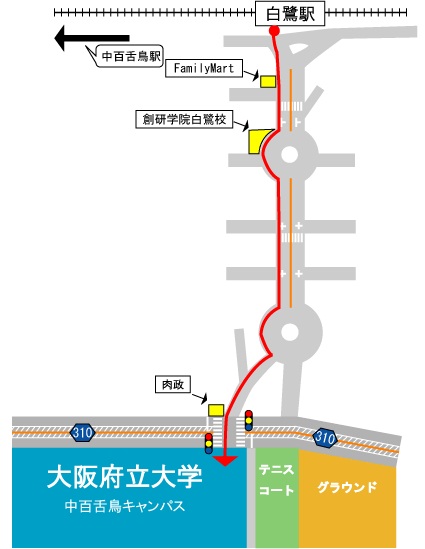 白鷺駅
中百舌鳥駅
FamilyMart
創研学院白鷺校
肉政
310
310
大阪府立大学
中百舌鳥キャンパス
テニス
コート
グラウンド